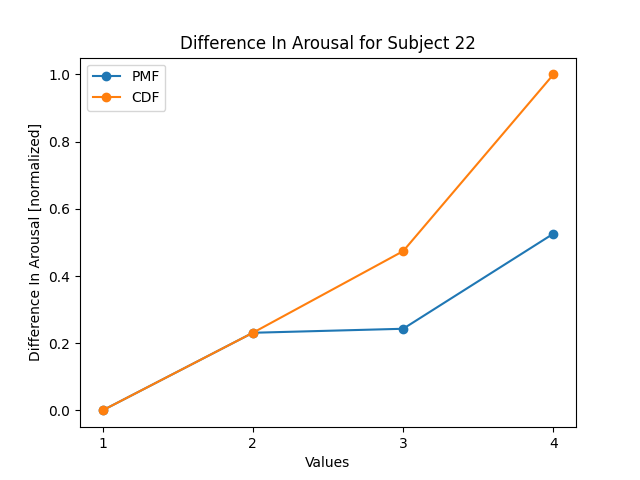 Difference In Arousal for Subject 22
PMF
CDF
Difference In Arousal [normalized]
1.0
0.8
0.6
0.4
0.2
0.0
1 2 3 4
Values